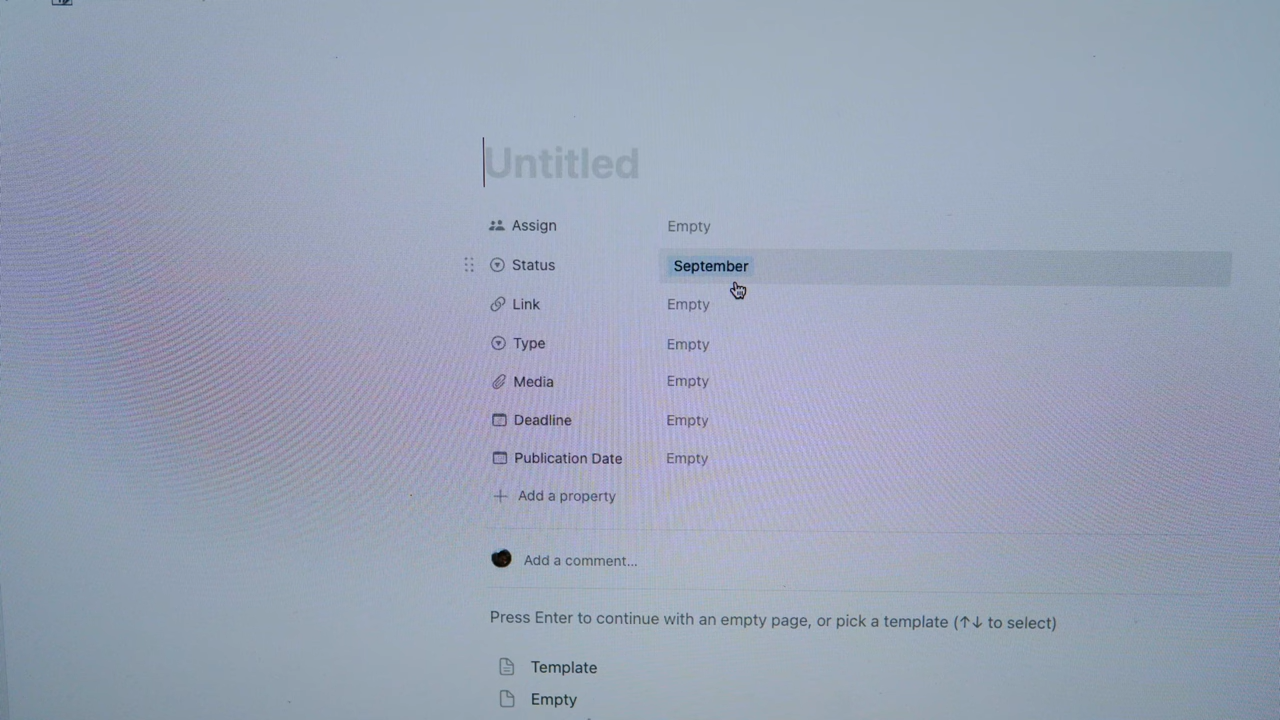 Untitled
Assign Empty
Status September
Link Empty
Type Empty
Media Empty
Deadline Empty
Publication Date Empty
Add a property
Add a comment...
Press Enter to continue with an empty page, or pick a template (↑↓ to select)
Template
Empty